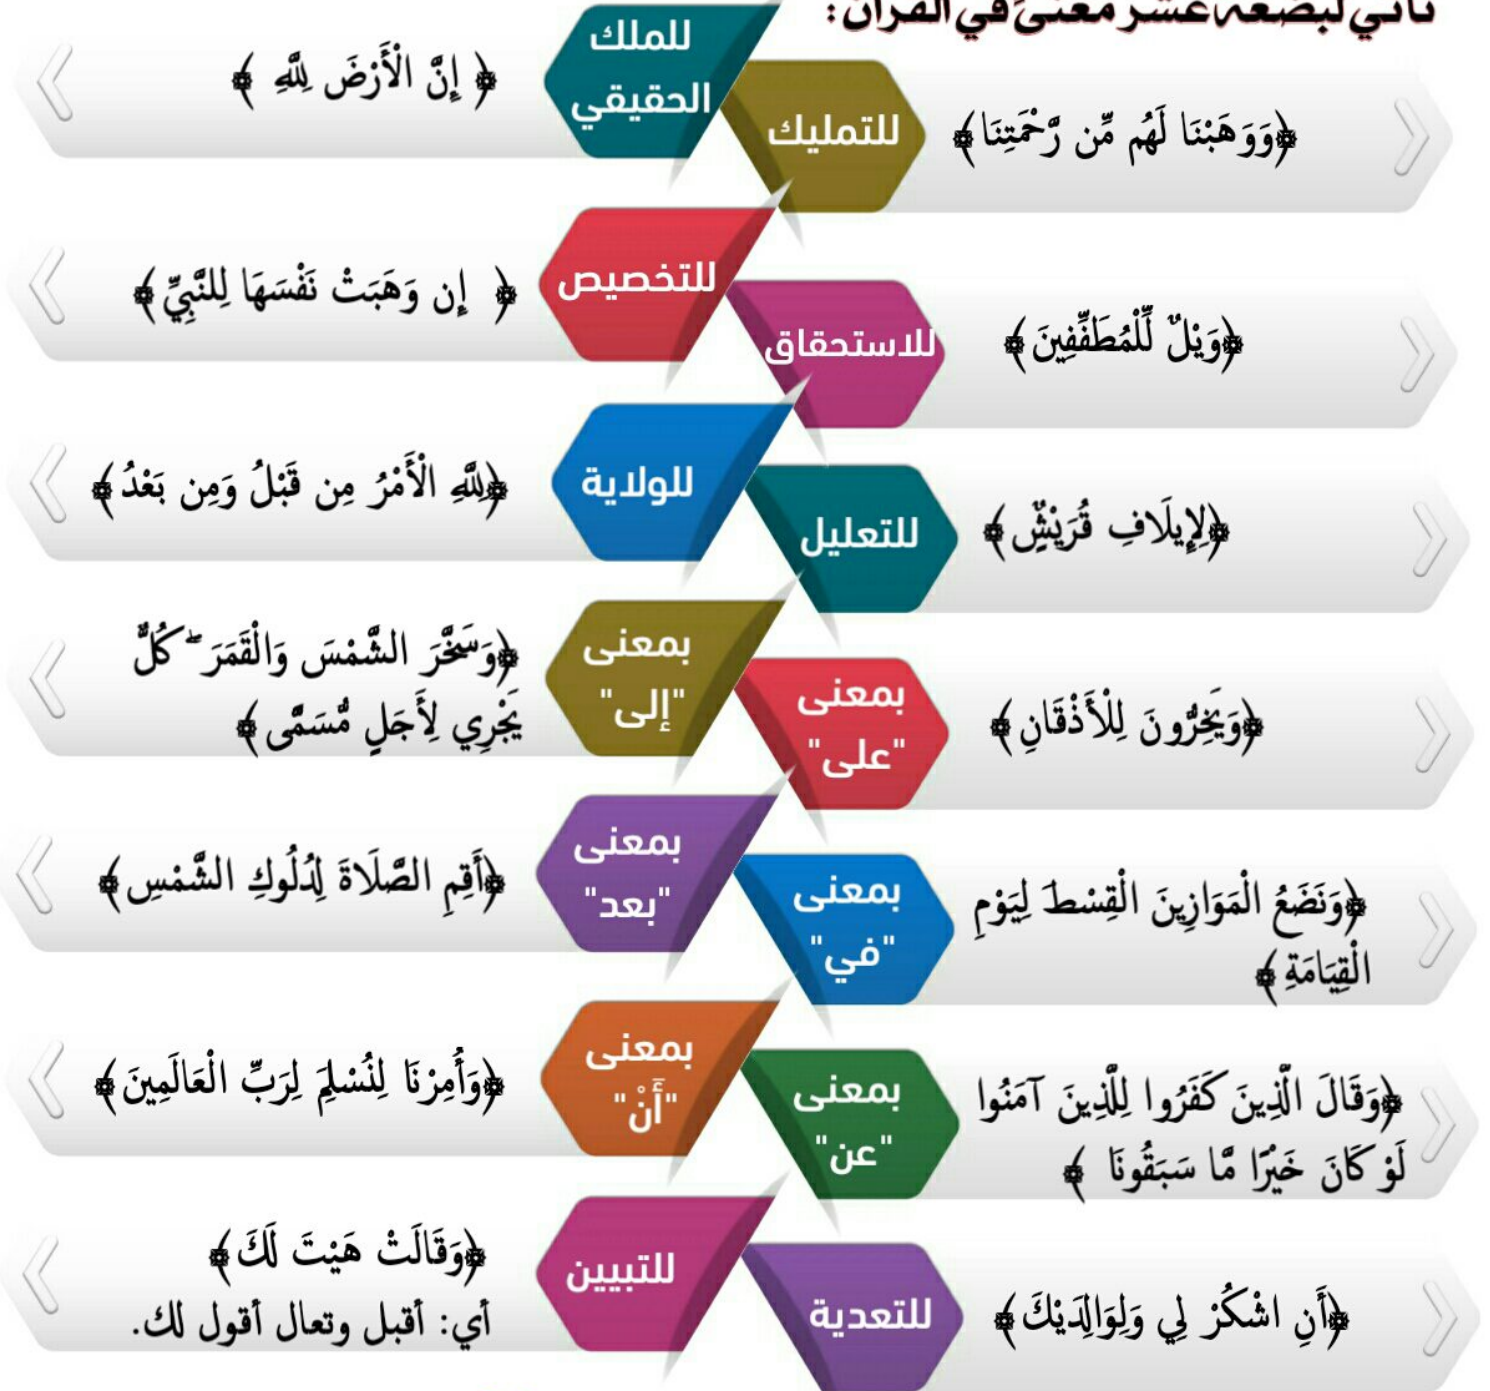 تأتي لبضعة عشر معنىً في القرآن:
للملك
الحقيقي
﴿ إِنَّ الْأَرْضَ لِلَّهِ ﴾
للتمليك
﴿وَوَهَبْنَا لَهُم مِّن رَّحْمَتِنَا﴾
للتخصيص
﴿ إِن وَهَبَتْ نَفْسَهَا لِلنَّبِيِّ﴾
للاستحقاق
﴿وَيْلٌ لِّلْمُطَفِّفِينَ﴾
للولاية
﴿لِلَّهِ الْأَمْرُ مِن قَبْلُ وَمِن بَعْدُ﴾
للتعليل
﴿لِإِيلَافِ قُرَيْشٍ﴾
بمعنى
"إلى"
﴿وَسَخَّرَ الشَّمْسَ وَالْقَمَرَ ۖ كُلٌّ
يَجْرِي لِأَجَلٍ مُّسَمًّى﴾
بمعنى
"على"
﴿وَيَخِرُّونَ لِلْأَذْقَانِ﴾
بمعنى
"بعد"
﴿أَقِمِ الصَّلَاةَ لِدُلُوكِ الشَّمْسِ﴾
بمعنى
"في"
﴿وَنَضَعُ الْمَوَازِينَ الْقِسْطَ لِيَوْمِ
الْقِيَامَةِ﴾
بمعنى
"أَنْ"
﴿وَأُمِرْنَا لِنُسْلِمَ لِرَبِّ الْعَالَمِينَ﴾
بمعنى
"عن"
﴿وَقَالَ الَّذِينَ كَفَرُوا لِلَّذِينَ آمَنُوا
لَوْ كَانَ خَيْرًا مَّا سَبَقُونَا ﴾
للتبيين
﴿وَقَالَتْ هَيْتَ لَكَ﴾
أي: أقبل وتعال أقول لك.
للتعدية
﴿أَنِ اشْكُرْ لِي وَلِوَالِدَيْكَ﴾